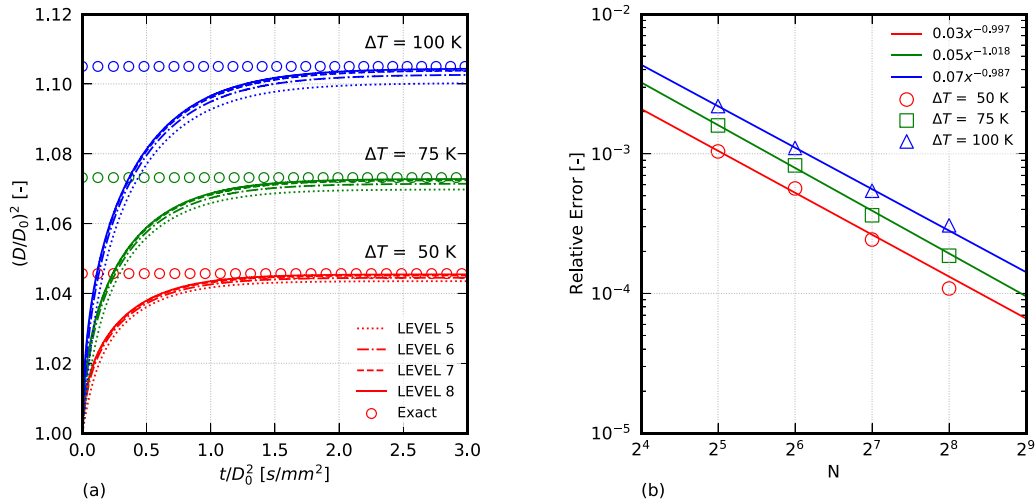 1.12
1.10
1.08
1.06
1.04
1.02
1.00
(D/D₀)² [-]
ΔT = 100 K
ΔT = 75 K
ΔT = 50 K
LEVEL 5
LEVEL 6
LEVEL 7
LEVEL 8
Exact
0.0 0.5 1.0 1.5 2.0 2.5 3.0
t/D₀² [s/mm²]
(a)
10⁻²
10⁻³
10⁻⁴
10⁻⁵
Relative Error [-]
0.03x⁻⁰·⁹⁹⁷
0.05x⁻¹·⁰¹⁸
0.07x⁻⁰·⁹⁸⁷
ΔT = 50 K
ΔT = 75 K
ΔT = 100 K
2⁴ 2⁵ 2⁶ 2⁷ 2⁸ 2⁹
N
(b)